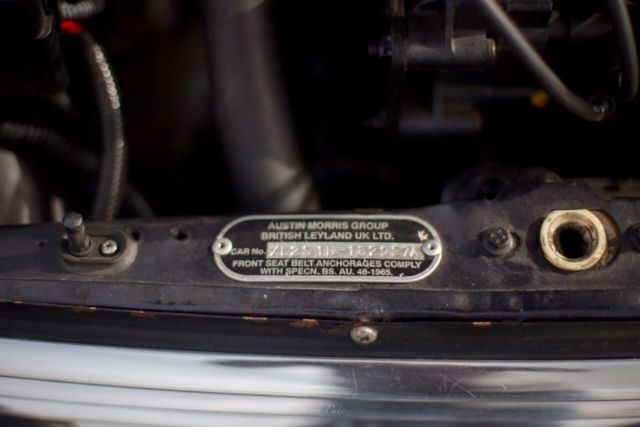 AUSTIN-MORRIS GROUP
BRITISH LEYLAND UK LTD.
CAR No.
FRONT SEAT BELT ANCHORAGES COMPLY
WITH SPECN. BS. AU. 48-1965.